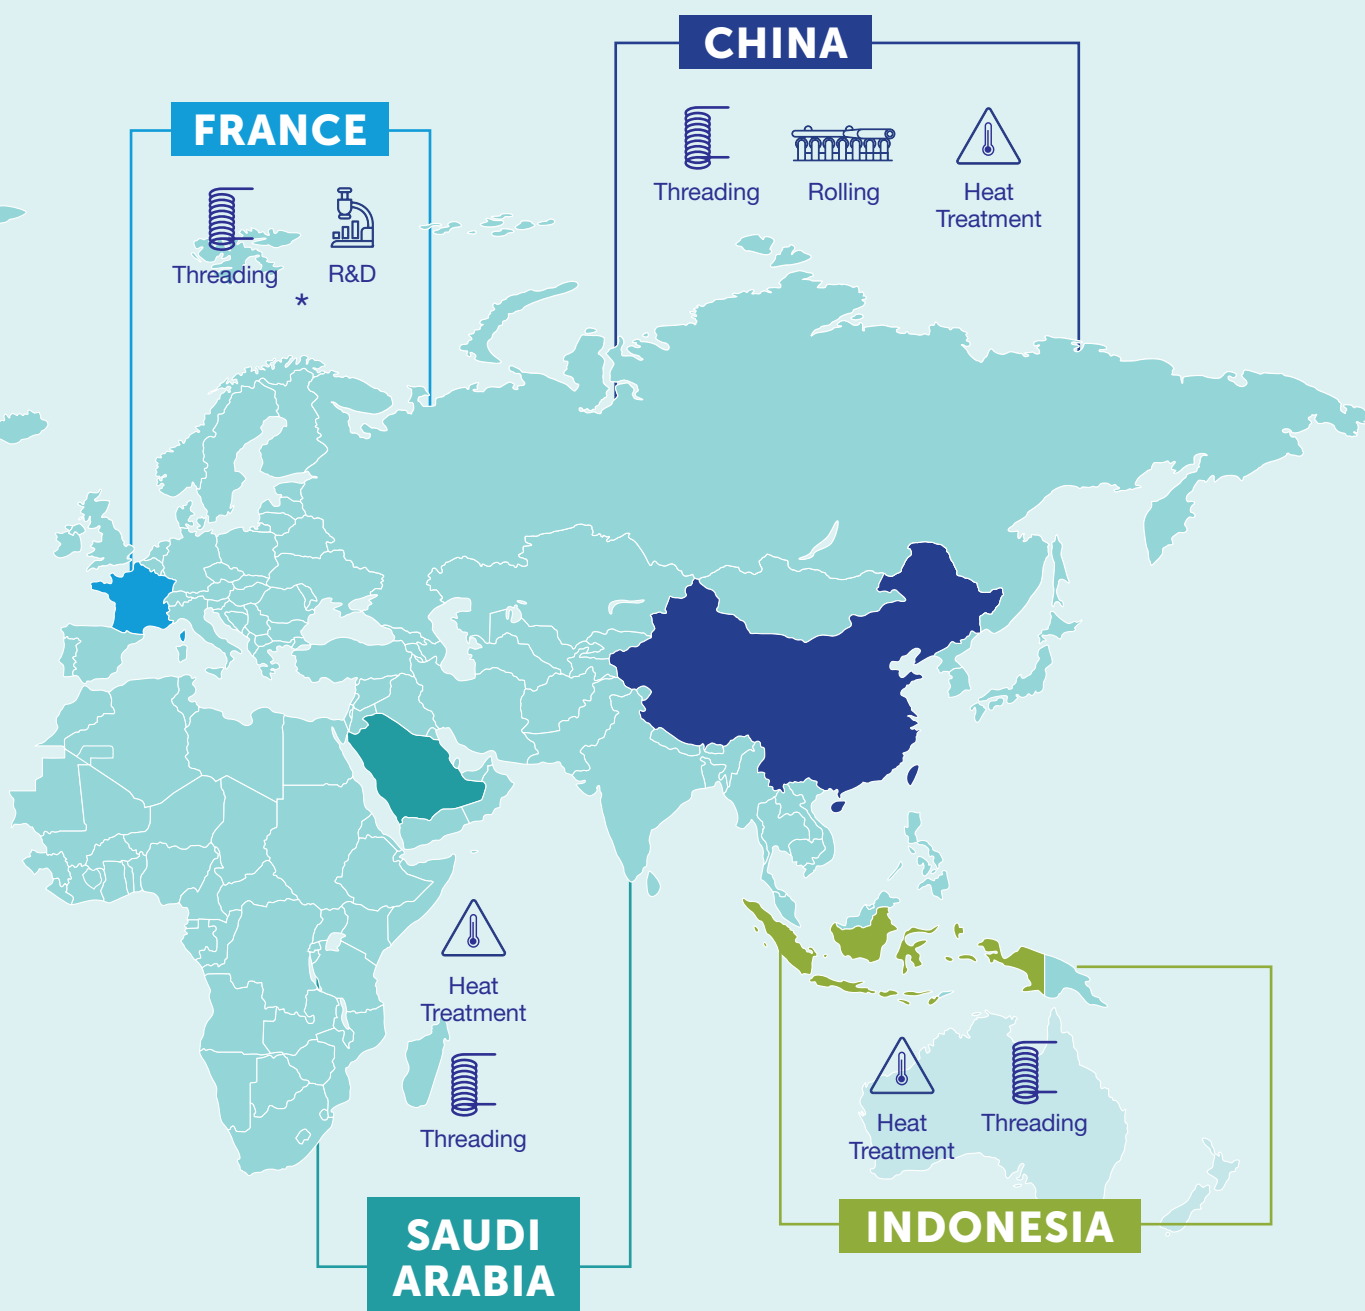 CHINA
Threading
Rolling
Heat
Treatment
FRANCE
Threading
R&D
*
Heat
Treatment
Threading
SAUDI
ARABIA
Heat
Treatment
Threading
INDONESIA